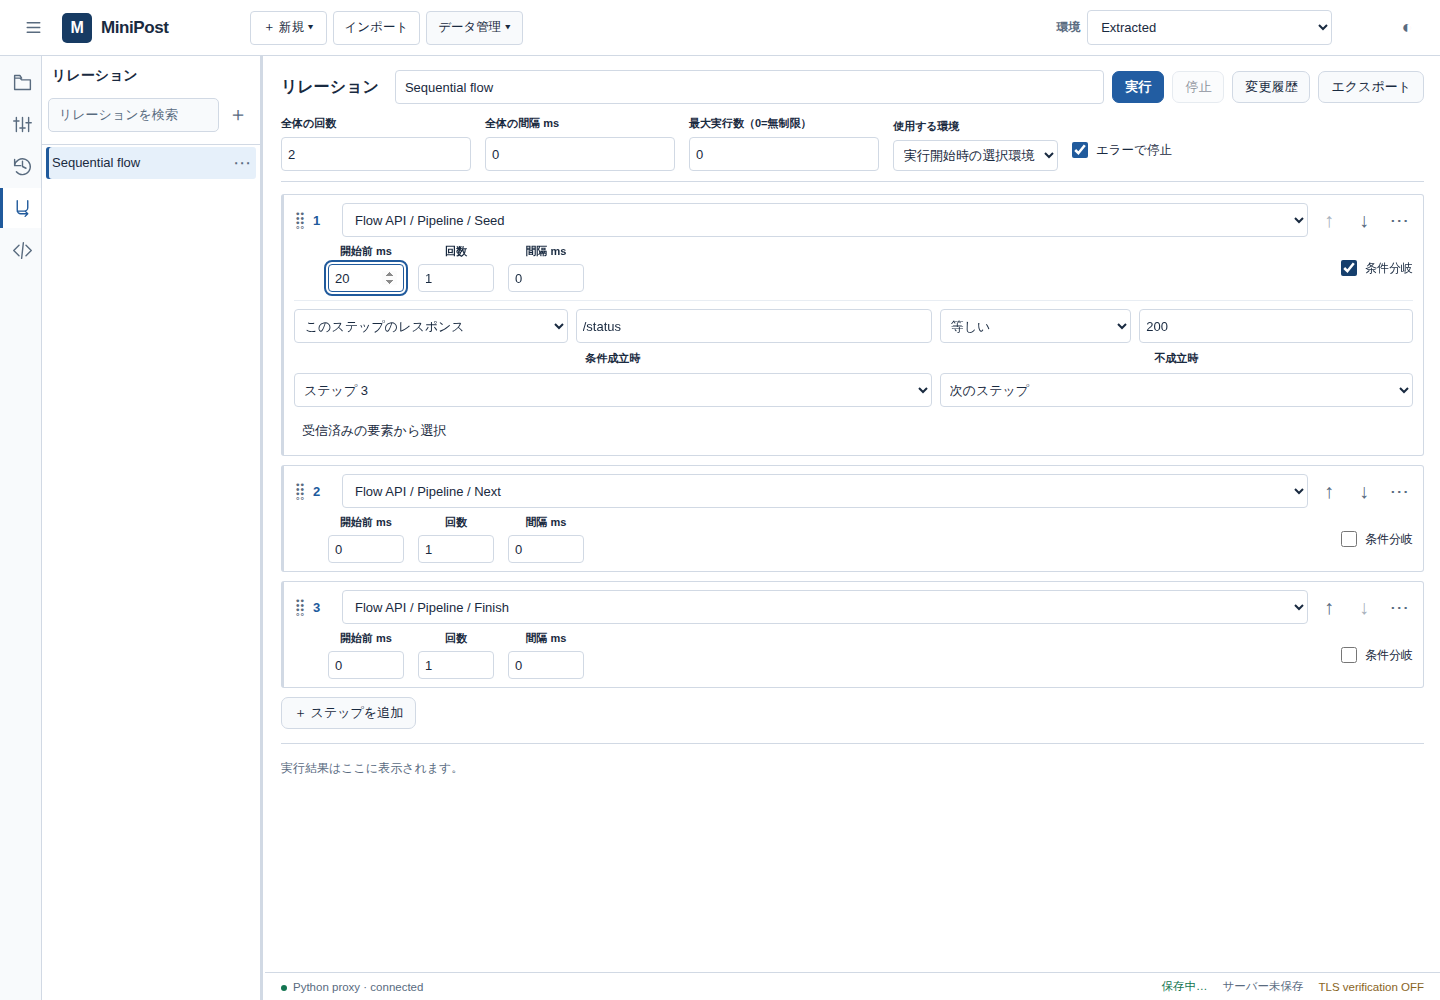 M MiniPost ＋ 新規 ▾ インポート データ管理 ▾ 環境 Extracted
リレーション
リレーションを検索 ＋
Sequential flow ···
リレーション Sequential flow 実行 停止 変更履歴 エクスポート
全体の回数 全体の間隔 ms 最大実行数（0=無制限） 使用する環境
2 0 0 実行開始時の選択環境 エラーで停止
1 Flow API / Pipeline / Seed ↑ ↓ ···
開始前 ms 回数 間隔 ms
20 1 0 条件分岐
このステップのレスポンス /status 等しい 200
条件成立時 不成立時
ステップ 3 次のステップ
受信済みの要素から選択
2 Flow API / Pipeline / Next ↑ ↓ ···
開始前 ms 回数 間隔 ms
0 1 0 条件分岐
3 Flow API / Pipeline / Finish ↑ ↓ ···
開始前 ms 回数 間隔 ms
0 1 0 条件分岐
＋ ステップを追加
実行結果はここに表示されます。
Python proxy · connected 保存中… サーバー未保存 TLS verification OFF